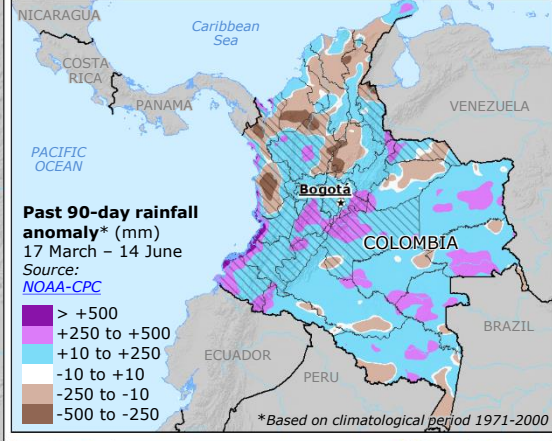 NICARAGUA
Caribbean
Sea
COSTA
RICA
PANAMA
VENEZUELA
PACIFIC
OCEAN
Bogotá
COLOMBIA
Past 90-day rainfall
anomaly* (mm)
17 March – 14 June
Source:
NOAA-CPC
> +500
+250 to +500
+10 to +250
-10 to +10
-250 to -10
-500 to -250
ECUADOR
PERU
BRAZIL
*Based on climatological period 1971-2000